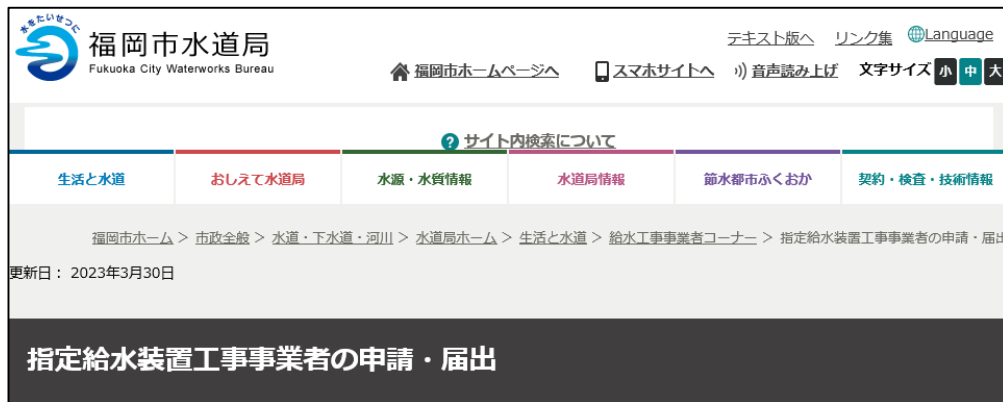 水をたいせつに
福岡市水道局
Fukuoka City Waterworks Bureau
テキスト版へ リンク集 Language
福岡市ホームページへ スマホサイトへ 音声読み上げ 文字サイズ 小 中 大
サイト内検索について
生活と水道 おしえて水道局 水源・水質情報 水道局情報 節水都市ふくおか 契約・検査・技術情報
福岡市ホーム > 市政全般 > 水道・下水道・河川 > 水道局ホーム > 生活と水道 > 給水工事事業者コーナー > 指定給水装置工事事業者の申請・届出
更新日： 2023年3月30日
指定給水装置工事事業者の申請・届出